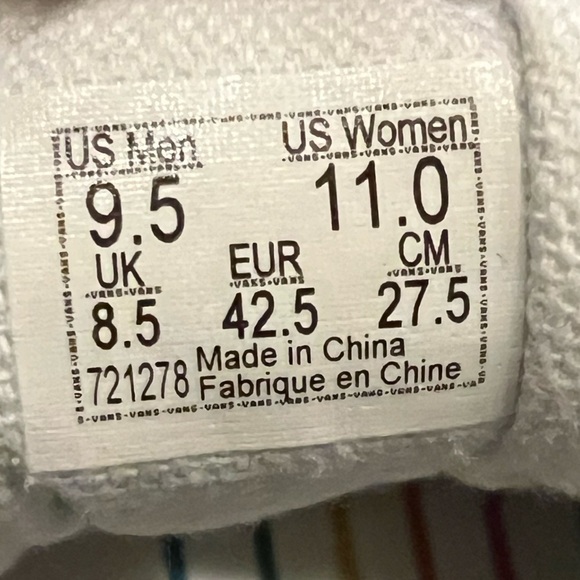 US Men US Women
9.5 11.0
UK EUR CM
8.5 42.5 27.5
721278 Made in China
Fabrique en Chine